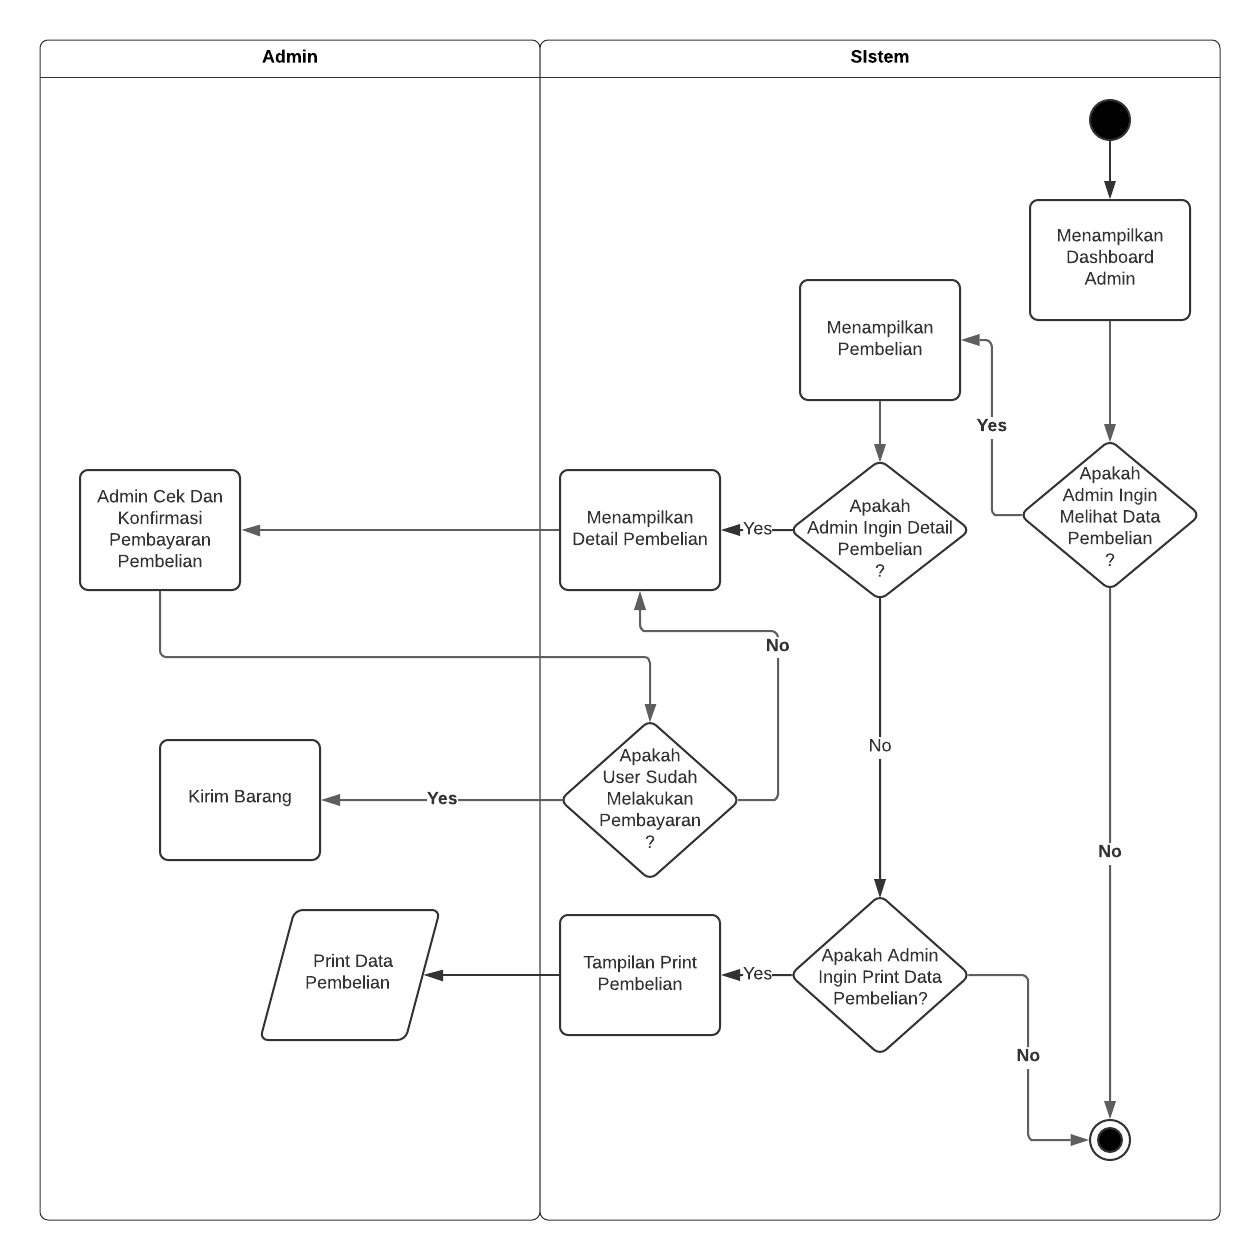 Admin
SIstem
Menampilkan
Dashboard
Admin
Menampilkan
Pembelian
Yes
Apakah
Admin Ingin
Melihat Data
Pembelian
?
Admin Cek Dan
Konfirmasi
Pembayaran
Pembelian
Menampilkan
Detail Pembelian
Yes
Apakah
Admin Ingin Detail
Pembelian
?
No
No
Kirim Barang
Yes
Apakah
User Sudah
Melakukan
Pembayaran
?
No
Print Data
Pembelian
Tampilan Print
Pembelian
Yes
Apakah Admin
Ingin Print Data
Pembelian?
No